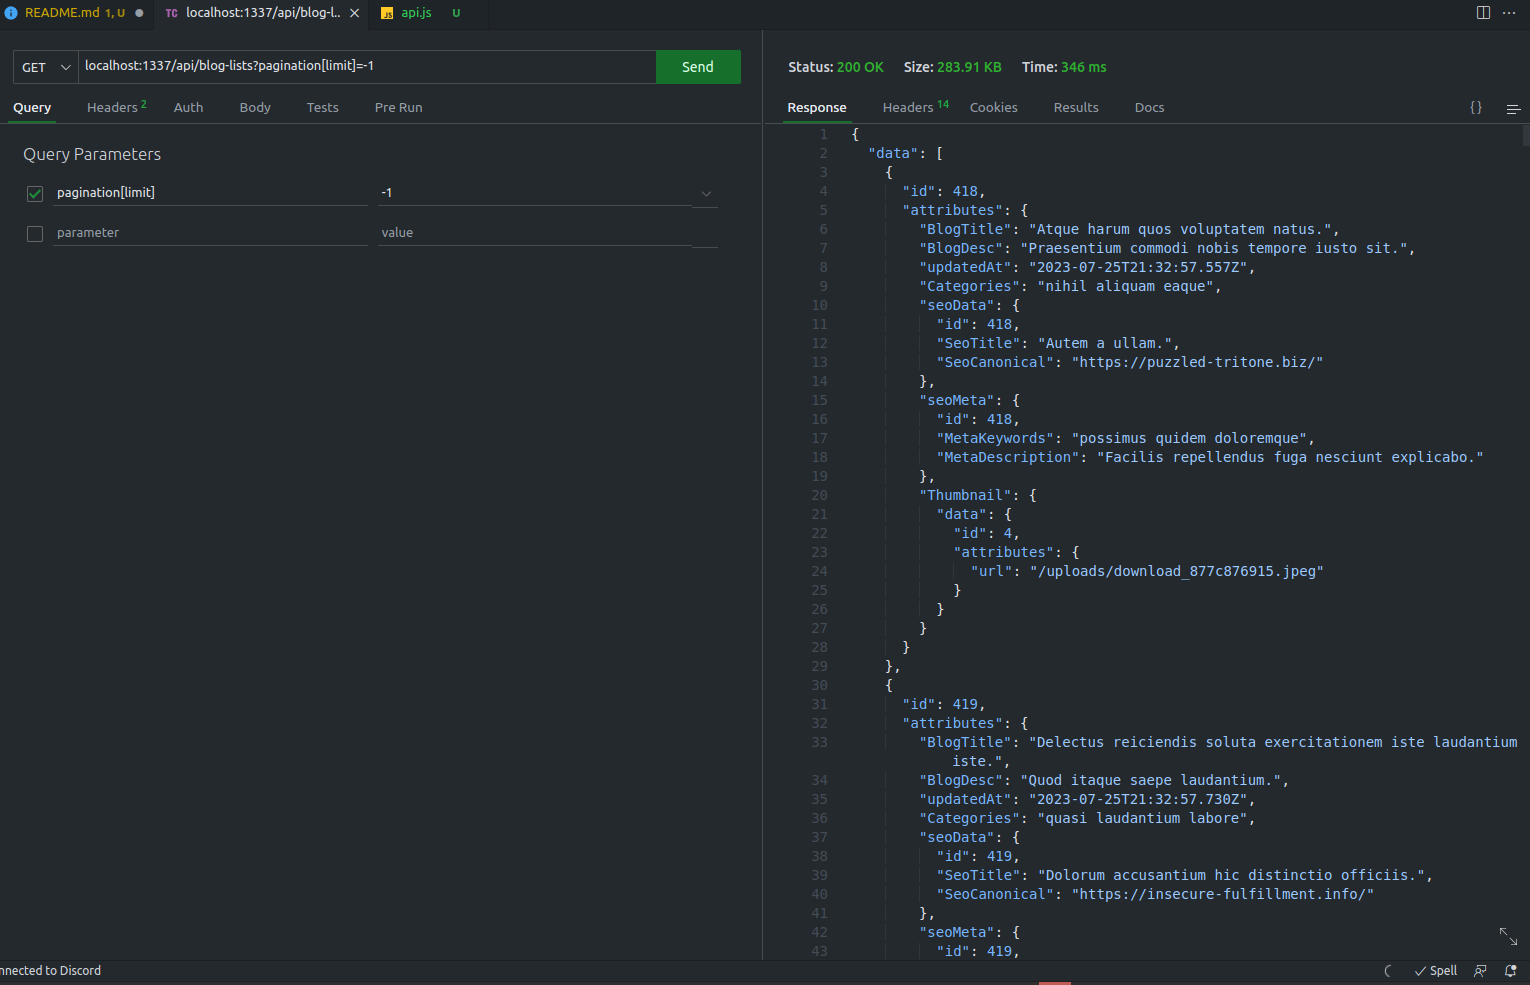 README.md 1, U
TC localhost:1337/api/blog-l..
JS api.js U
GET localhost:1337/api/blog-lists?pagination[limit]=-1 Send
Query Headers 2 Auth Body Tests Pre Run
Query Parameters
pagination[limit] -1
parameter value
Status: 200 OK Size: 283.91 KB Time: 346 ms
Response Headers 14 Cookies Results Docs {}
1 {
2 "data": [
3 {
4 "id": 418,
5 "attributes": {
6 "BlogTitle": "Atque harum quos voluptatem natus.",
7 "BlogDesc": "Praesentium commodi nobis tempore iusto sit.",
8 "updatedAt": "2023-07-25T21:32:57.557Z",
9 "Categories": "nihil aliquam eaque",
10 "seoData": {
11 "id": 418,
12 "SeoTitle": "Autem a ullam.",
13 "SeoCanonical": "https://puzzled-tritone.biz/"
14 },
15 "seoMeta": {
16 "id": 418,
17 "MetaKeywords": "possimus quidem doloremque",
18 "MetaDescription": "Facilis repellendus fuga nesciunt explicabo."
19 },
20 "Thumbnail": {
21 "data": {
22 "id": 4,
23 "attributes": {
24 "url": "/uploads/download_877c876915.jpeg"
25 }
26 }
27 }
28 }
29 },
30 {
31 "id": 419,
32 "attributes": {
33 "BlogTitle": "Delectus reiciendis soluta exercitationem iste laudantium
iste.",
34 "BlogDesc": "Quod itaque saepe laudantium.",
35 "updatedAt": "2023-07-25T21:32:57.730Z",
36 "Categories": "quasi laudantium labore",
37 "seoData": {
38 "id": 419,
39 "SeoTitle": "Dolorum accusantium hic distinctio officiis.",
40 "SeoCanonical": "https://insecure-fulfillment.info/"
41 },
42 "seoMeta": {
43 "id": 419,
nnected to Discord
Spell